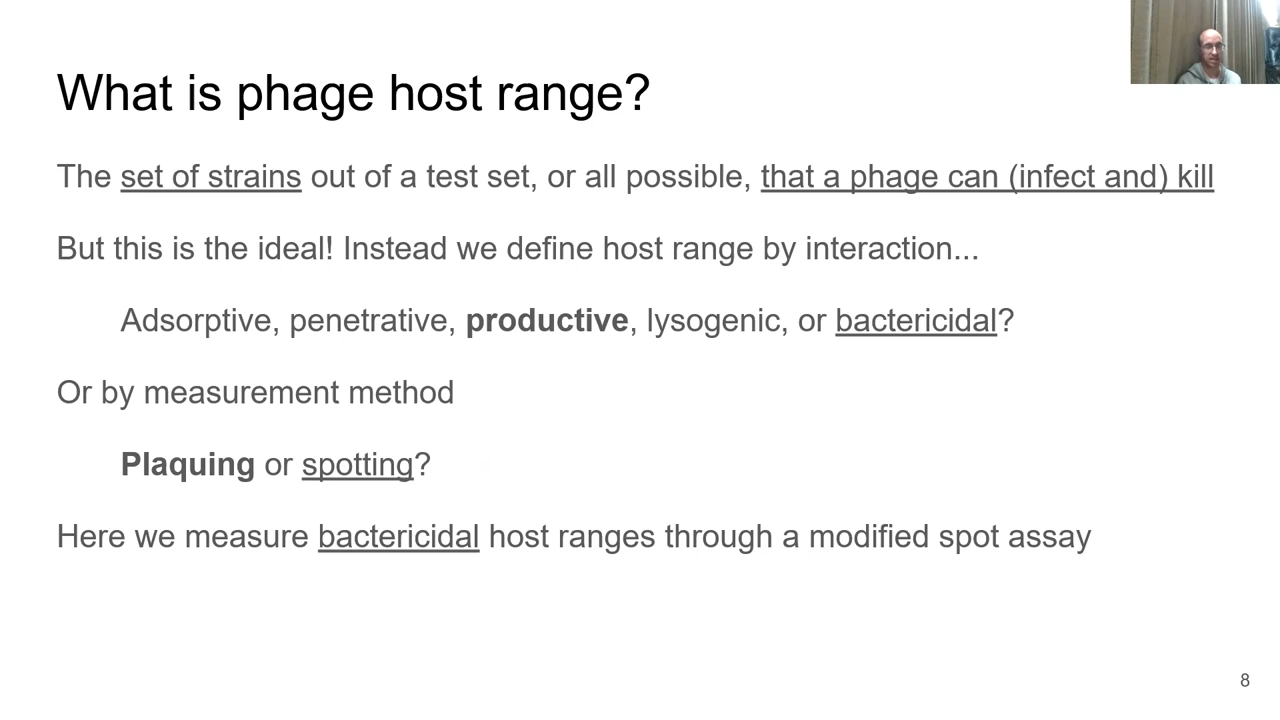 What is phage host range?
The set of strains out of a test set, or all possible, that a phage can (infect and) kill
But this is the ideal! Instead we define host range by interaction...
Adsorptive, penetrative, productive, lysogenic, or bactericidal?
Or by measurement method
Plaquing or spotting?
Here we measure bactericidal host ranges through a modified spot assay
8